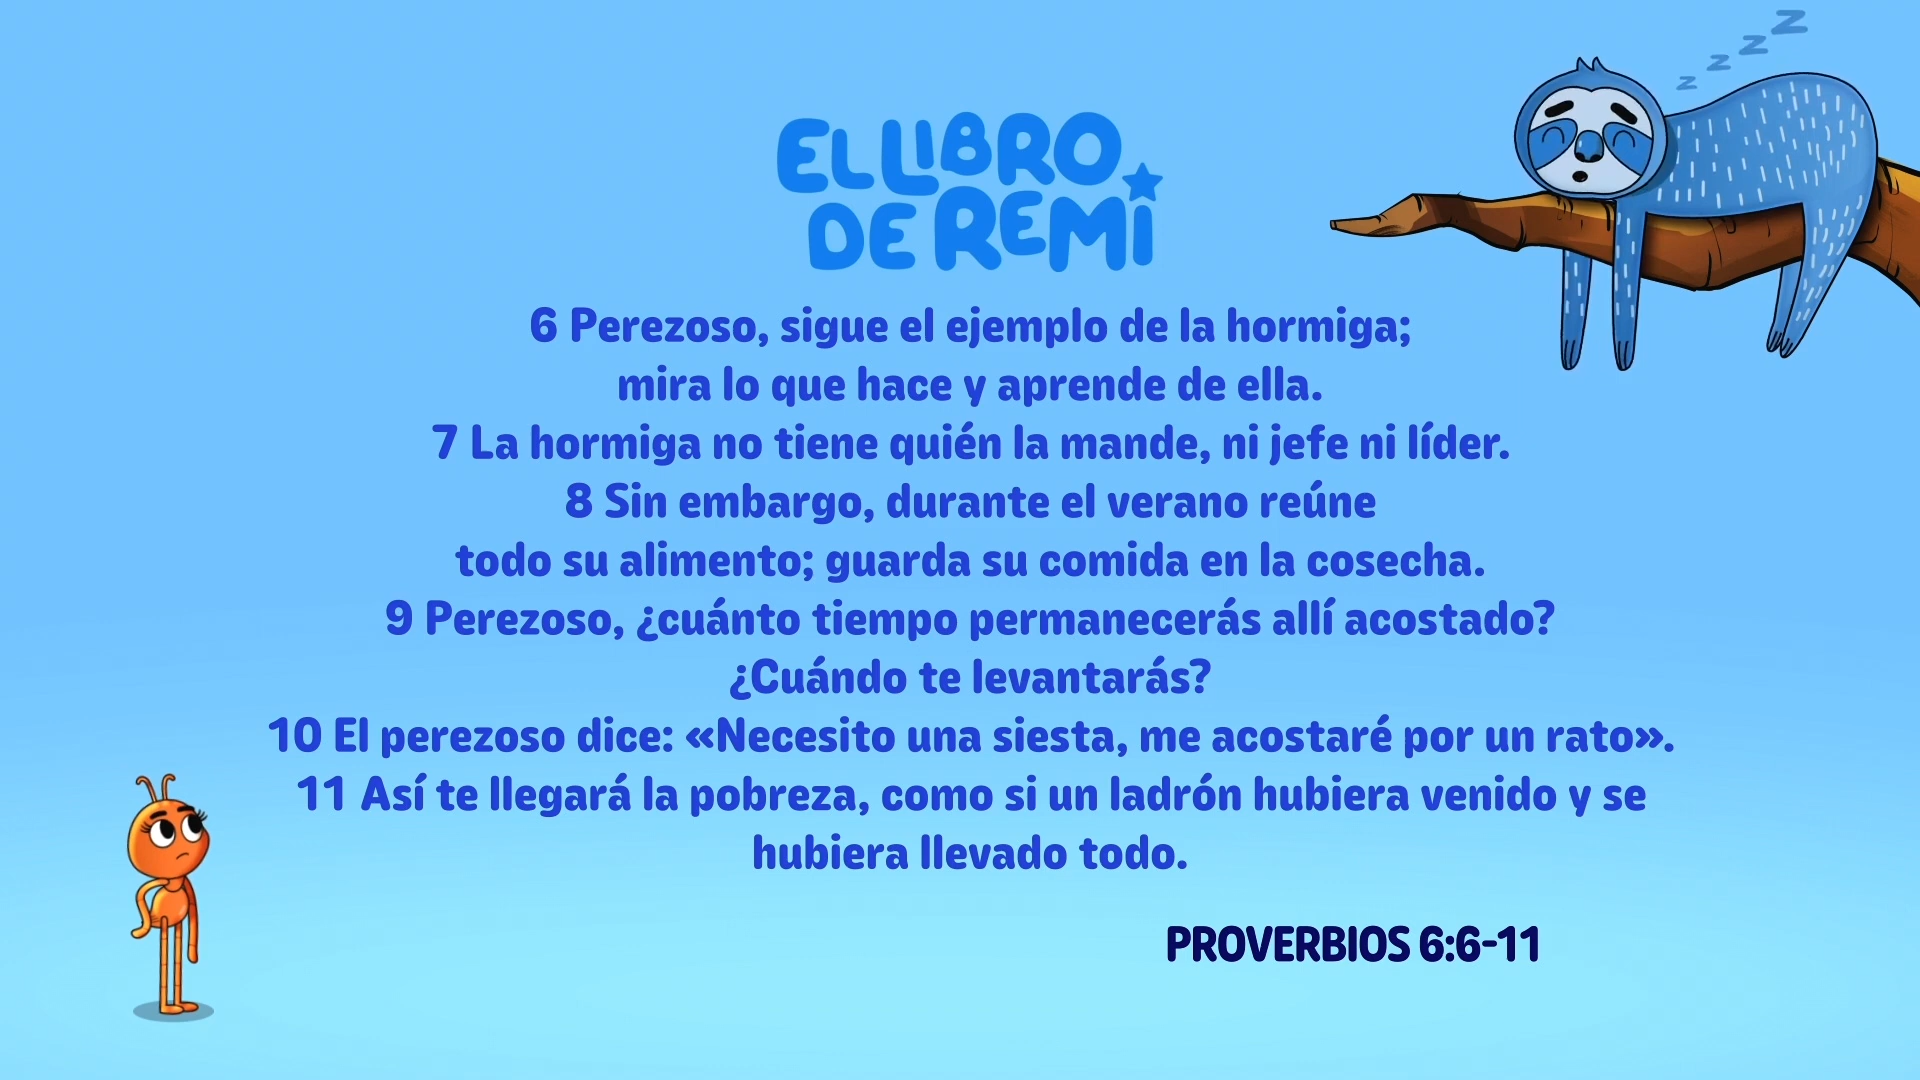 Z
Z
Z
Z
EL LIBRO
DE REMI
6 Perezoso, sigue el ejemplo de la hormiga;
mira lo que hace y aprende de ella.
7 La hormiga no tiene quién la mande, ni jefe ni líder.
8 Sin embargo, durante el verano reúne
todo su alimento; guarda su comida en la cosecha.
9 Perezoso, ¿cuánto tiempo permanecerás allí acostado?
¿Cuándo te levantarás?
10 El perezoso dice: «Necesito una siesta, me acostaré por un rato».
11 Así te llegará la pobreza, como si un ladrón hubiera venido y se
hubiera llevado todo.
PROVERBIOS 6:6-11